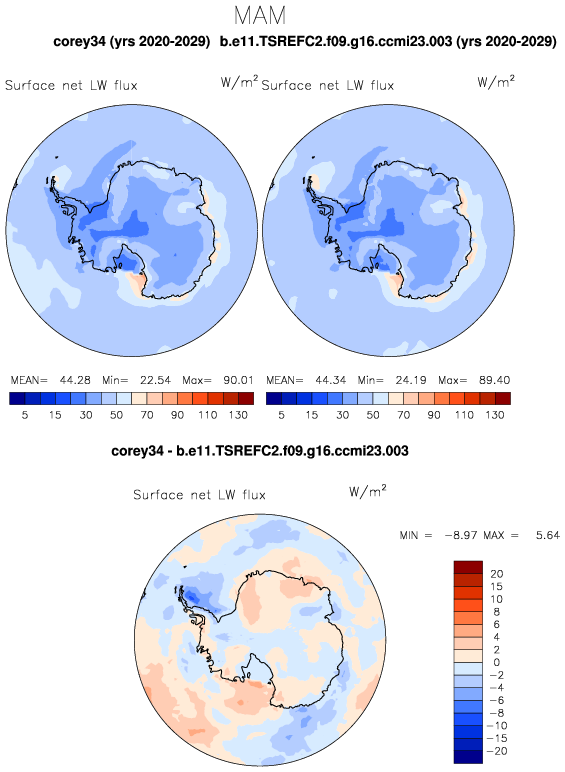 MAM
corey34 (yrs 2020-2029) b.e11.TSREFC2.f09.g16.ccmi23.003 (yrs 2020-2029)
Surface net LW flux W/m² Surface net LW flux W/m²
MEAN= 44.28 Min= 22.54 Max= 90.01 MEAN= 44.34 Min= 24.19 Max= 89.40
5 15 30 50 70 90 110 130 5 15 30 50 70 90 110 130
corey34 - b.e11.TSREFC2.f09.g16.ccmi23.003
Surface net LW flux W/m²
MIN = -8.97 MAX = 5.64
20
15
10
8
6
4
2
0
-2
-4
-6
-8
-10
-15
-20